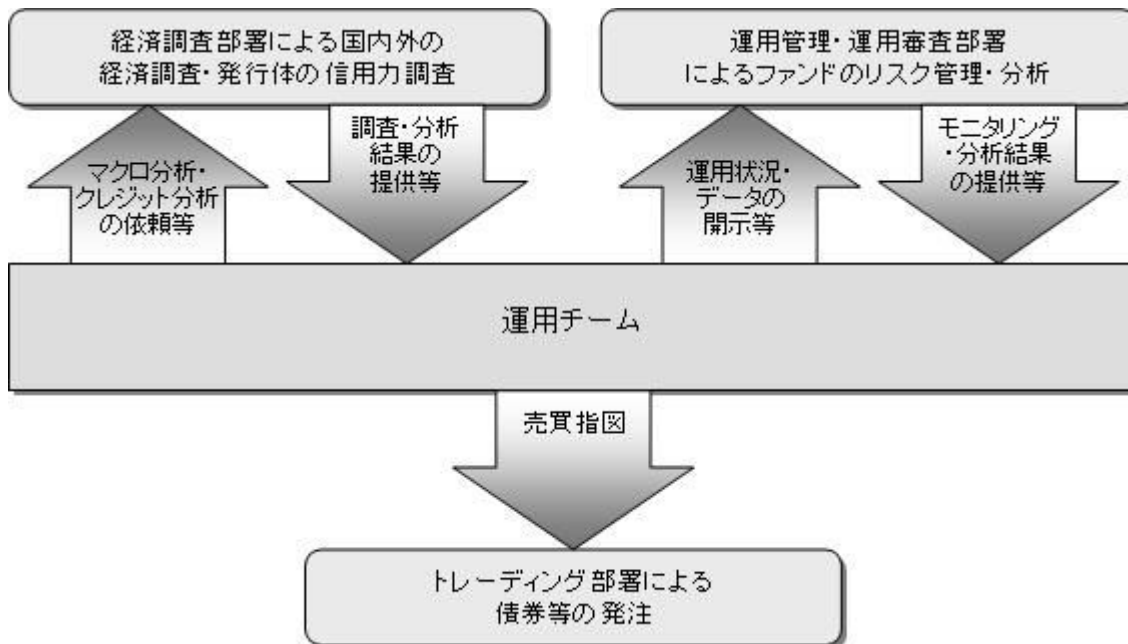 経済調査部署による国内外の
経済調査・発行体の信用力調査
運用管理・運用審査部署
によるファンドのリスク管理・分析
マクロ分析・
クレジット分析
の依頼等
調査・分析
結果の
提供等
運用状況・
データの
開示等
モニタリング
・分析結果
の提供等
運用チーム
売買指図
トレーディング部署による
債券等の発注